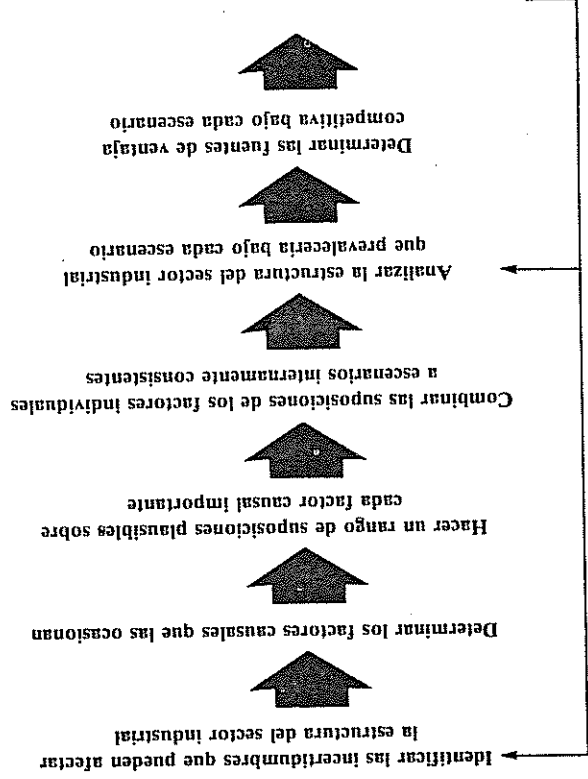 Identificar las incertidumbres que pueden afectar
la estructura del sector industrial
Determinar los factores causales que las ocasionan
Hacer un rango de suposiciones plausibles sobre
cada factor causal importante
Combinar las suposiciones de los factores individuales
a escenarios internamente consistentes
Analizar la estructura del sector industrial
que prevalecería bajo cada escenario
Determinar las fuentes de ventaja
competitiva bajo cada escenario